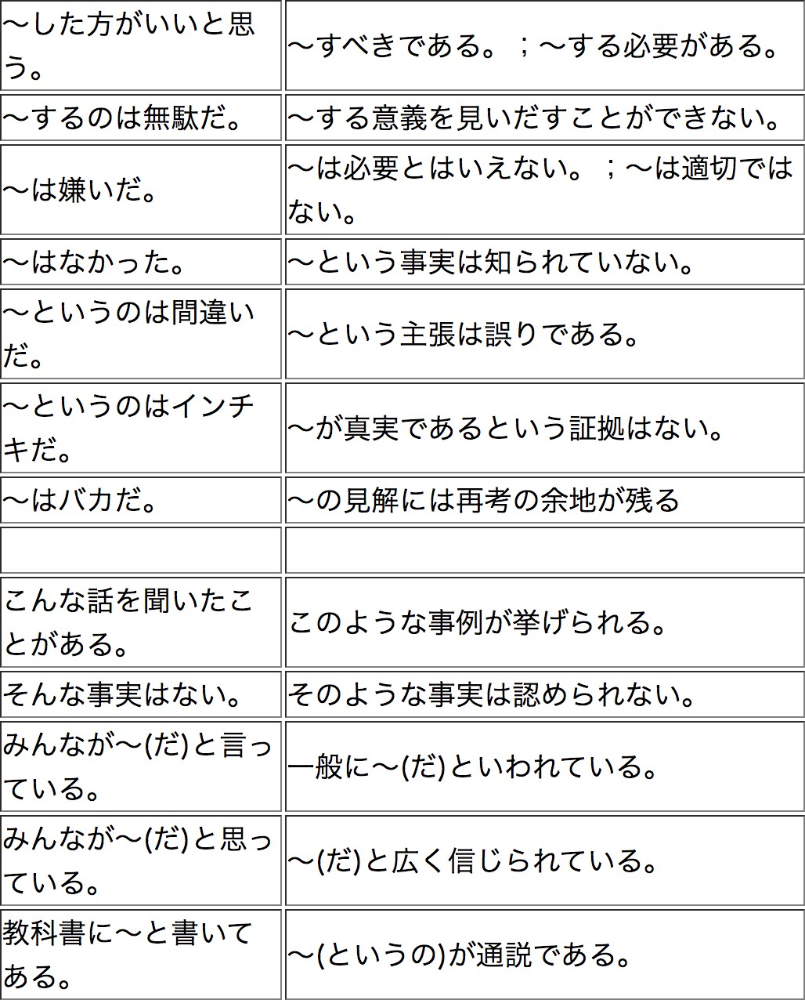 ～した方がいいと思
う。
～すべきである。；～する必要がある。
～するのは無駄だ。
～する意義を見いだすことができない。
～は嫌いだ。
～は必要とはいえない。；～は適切では
ない。
～はなかった。
～という事実は知られていない。
～というのは間違い
だ。
～という主張は誤りである。
～というのはインチ
キだ。
～が真実であるという証拠はない。
～はバカだ。
～の見解には再考の余地が残る
こんな話を聞いたこ
とがある。
このような事例が挙げられる。
そんな事実はない。
そのような事実は認められない。
みんなが～(だ)と言っ
ている。
一般に～(だ)といわれている。
みんなが～(だ)と思っ
ている。
～(だ)と広く信じられている。
教科書に～と書いて
ある。
～(というの)が通説である。